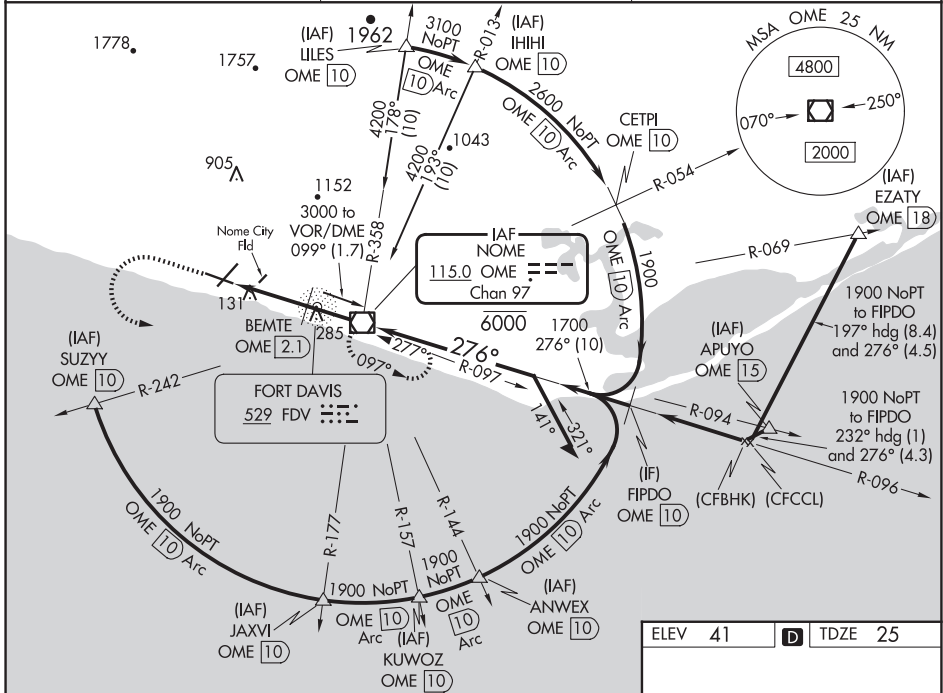 1778
1757
(IAF)
LILES
OME 10
1962
3100
NoPT
OME
10
Arc
R-013
(IAF)
IHIHI
OME 10
2600 NoPT
OME 10 Arc
CETPI
OME 10
R-054
MSA OME 25 NM
4800
070°
250°
2000
4200
178°
(10)
4200
193°
(10)
1043
905
1152
3000 to
VOR/DME
099° (1.7)
R-358
Nome City
Fld
131
BEMTE
OME 2.1
285
IAF
NOME
115.0 OME
Chan 97
6000
1900
OME 10 Arc
R-069
(IAF)
EZATY
OME 18
1900 NoPT
to FIPDO
197° hdg (8.4)
and 276° (4.5)
1700
276° (10)
276°
277°
R-097
097°
141°
321°
(IAF)
APUYO
OME 15
R-094
1900 NoPT
to FIPDO
232° hdg (1)
and 276° (4.3)
R-096
(IF)
FIPDO
OME 10
(CFBHK)
(CFCCL)
(IAF)
SUZYY
OME 10
R-242
FORT DAVIS
529 FDV
1900 NoPT
OME 10 Arc
R-177
R-157
R-144
1900 NoPT
OME 10
Arc
1900
NoPT
OME
10
Arc
1900 NoPT
OME 10 Arc
(IAF)
JAXVI
OME 10
(IAF)
KUWOZ
OME 10
(IAF)
ANWEX
OME 10
ELEV 41
D
TDZE 25